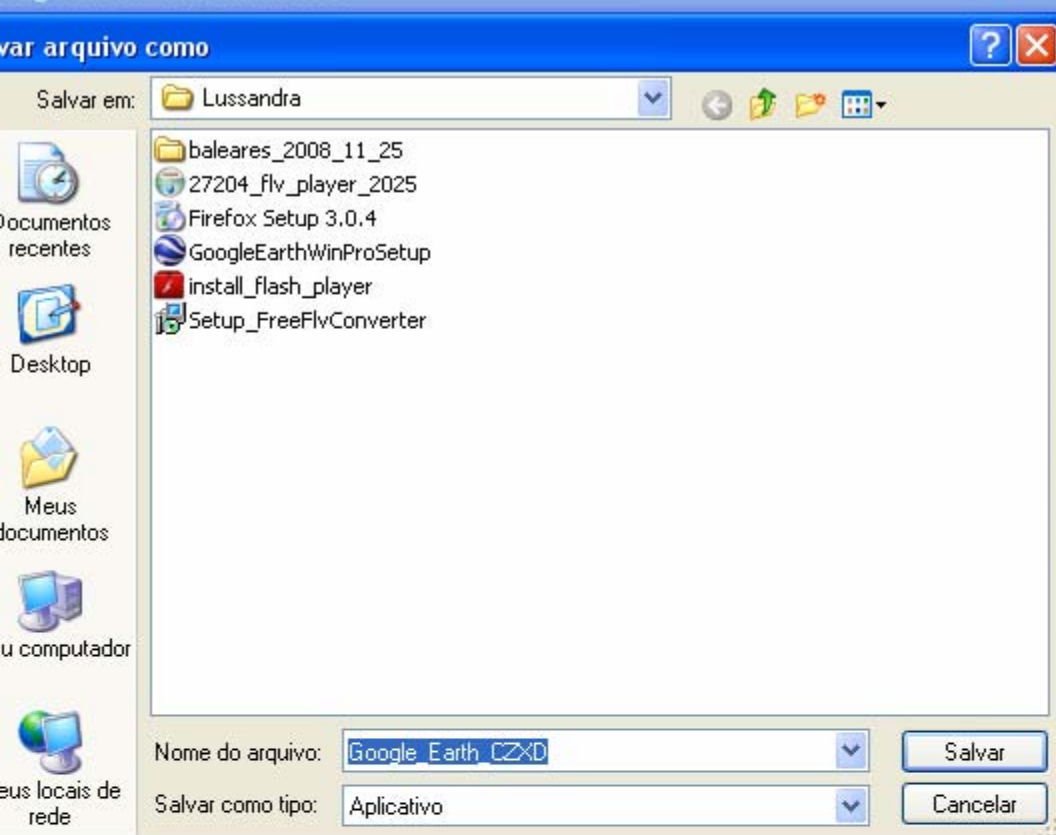 var arquivo como
Salvar em: Lussandra
baleares_2008_11_25
27204_flv_player_2025
Firefox Setup 3.0.4
GoogleEarthWinProSetup
install_flash_player
Setup_FreeFlvConverter
Documentos
recentes
Desktop
Meus
documentos
u computador
eus locais de
rede
Nome do arquivo: Google_Earth_CZXD Salvar
Salvar como tipo: Aplicativo Cancelar